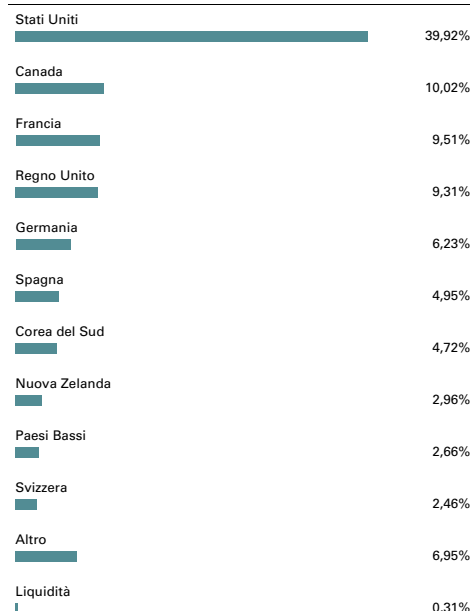 Stati Uniti
39,92%
Canada
10,02%
Francia
9,51%
Regno Unito
9,31%
Germania
6,23%
Spagna
4,95%
Corea del Sud
4,72%
Nuova Zelanda
2,96%
Paesi Bassi
2,66%
Svizzera
2,46%
Altro
6,95%
Liquidità
0,31%